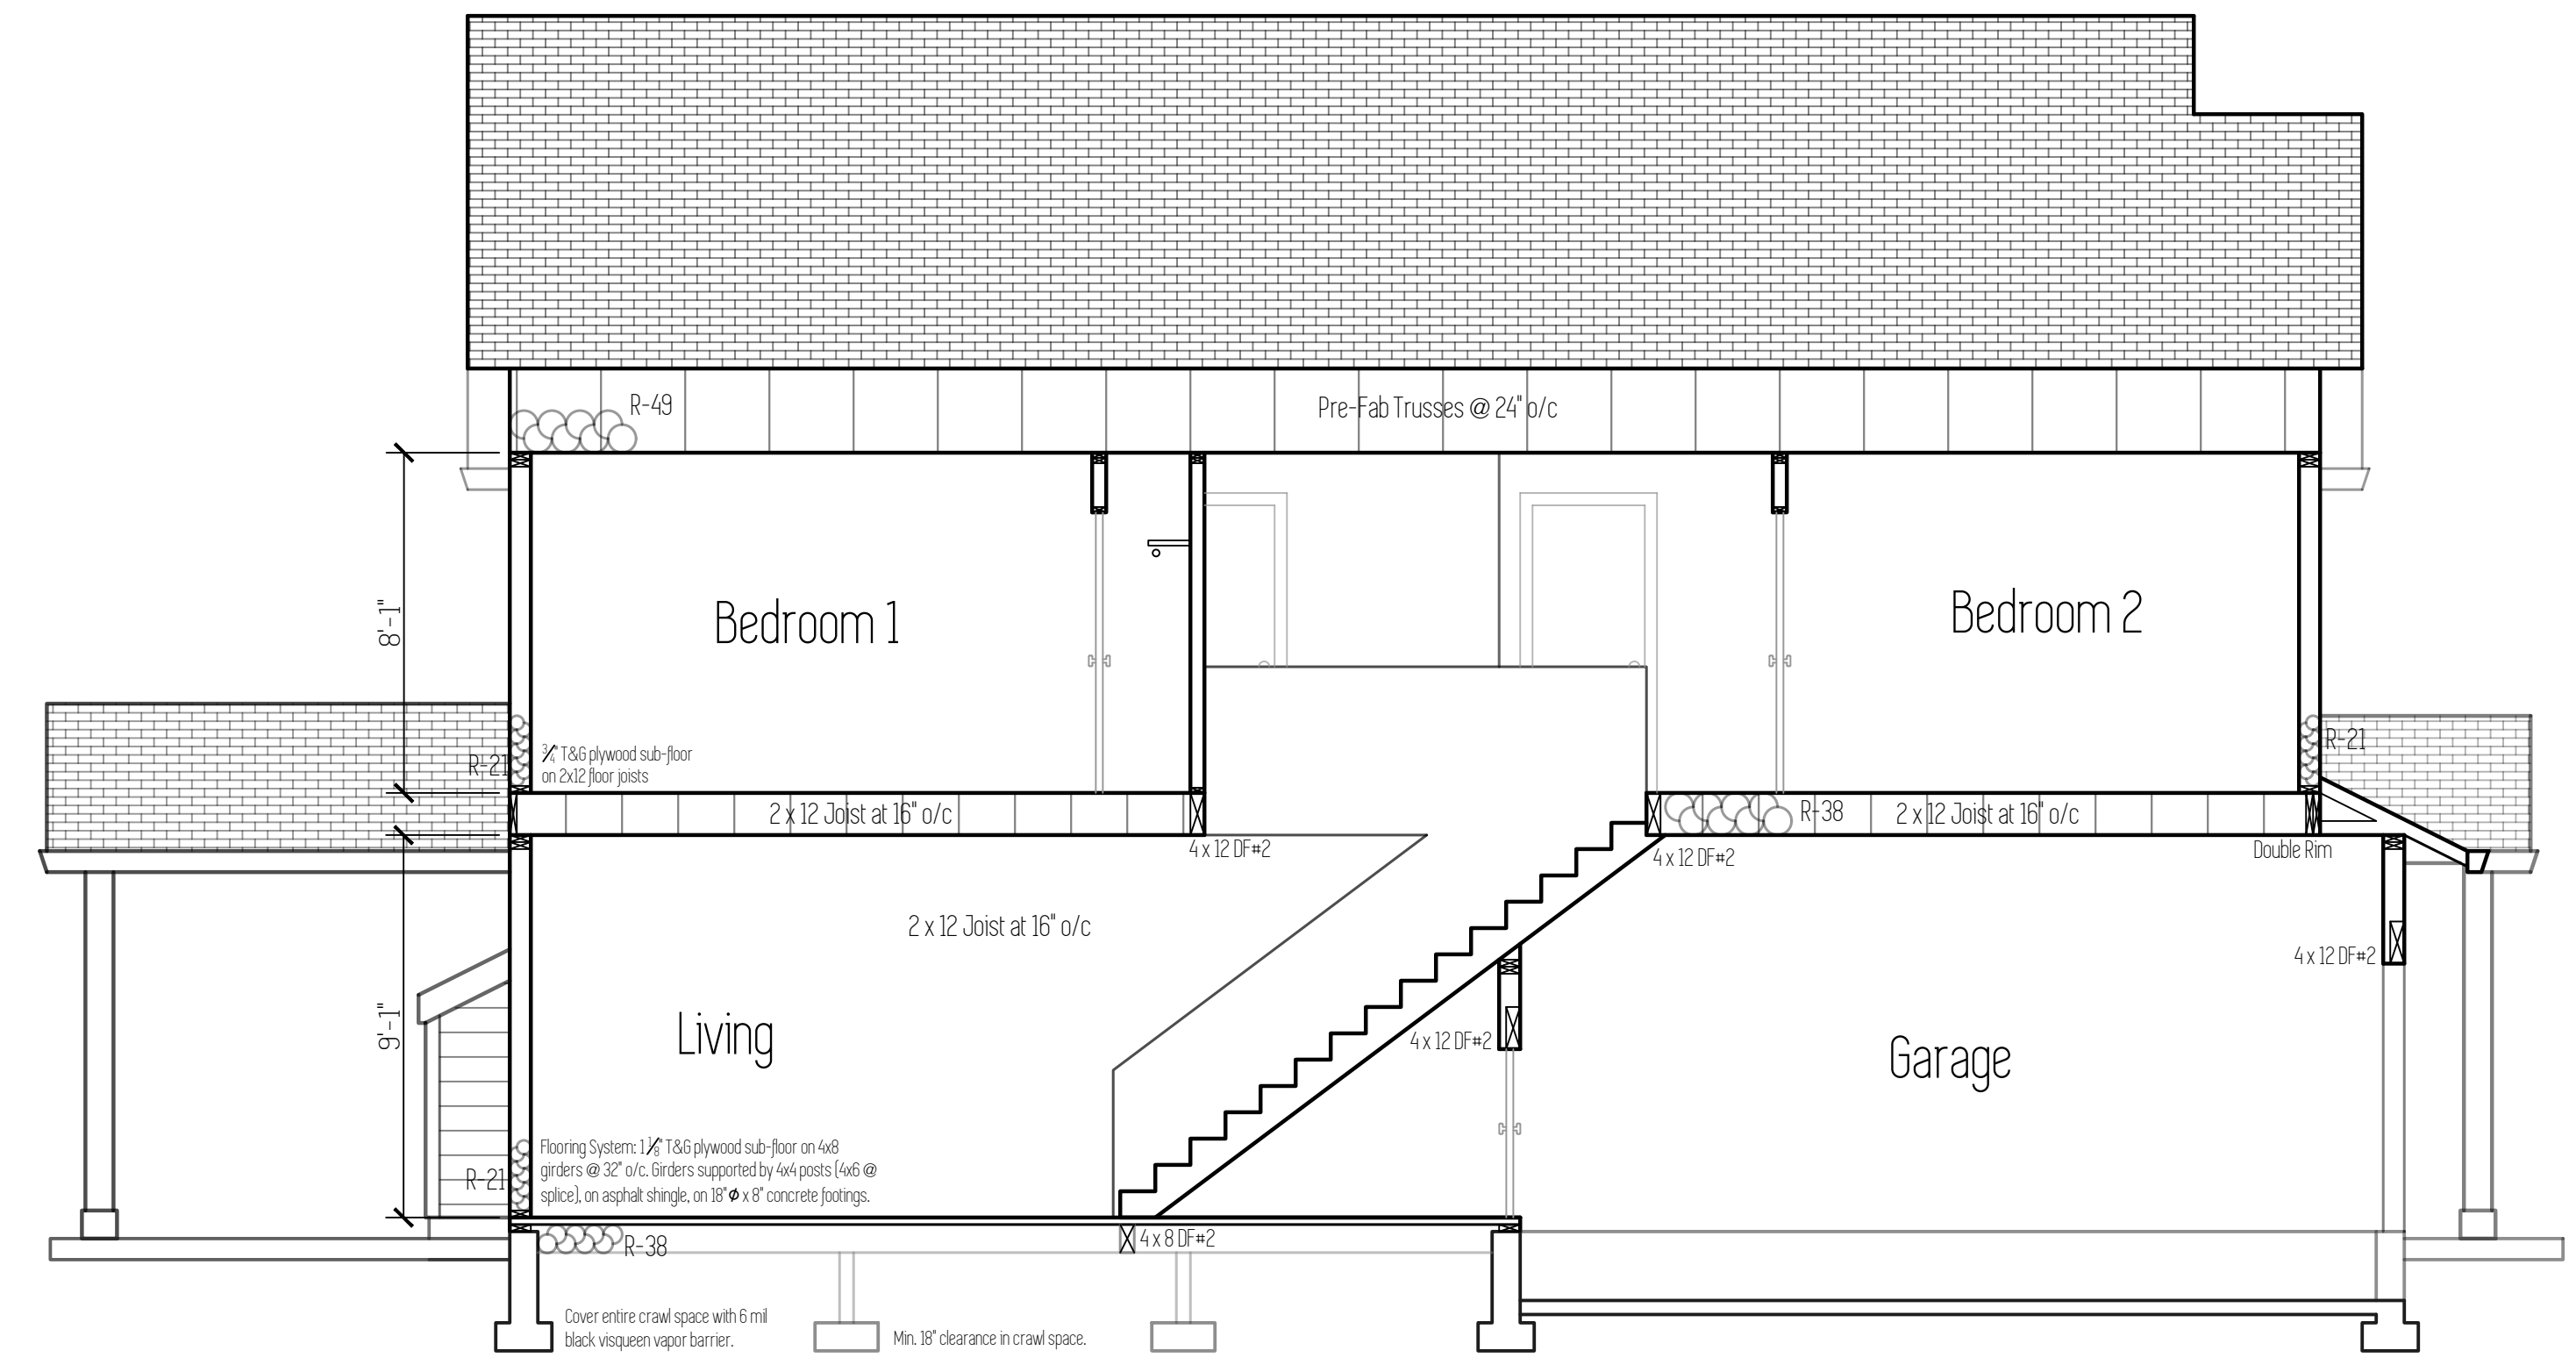 R-49
Pre-Fab Trusses @ 24" o/c
8'-1"
Bedroom 1
Bedroom 2
R-21
3/4" T&G plywood sub-floor
on 2x12 floor joists
R-21
2 x 12 Joist at 16" o/c
R-38
2 x 12 Joist at 16" o/c
4 x 12 DF#2
4 x 12 DF#2
Double Rim
2 x 12 Joist at 16" o/c
4 x 12 DF#2
9'-1"
Living
4 x 12 DF#2
Garage
R-21
Flooring System: 1 1/8" T&G plywood sub-floor on 4x8
girders @ 32" o/c. Girders supported by 4x4 posts (4x6 @
splice), on asphalt shingle, on 18"Ø x 8" concrete footings.
R-38
4 x 8 DF#2
Cover entire crawl space with 6 mil
black visqueen vapor barrier.
Min. 18" clearance in crawl space.